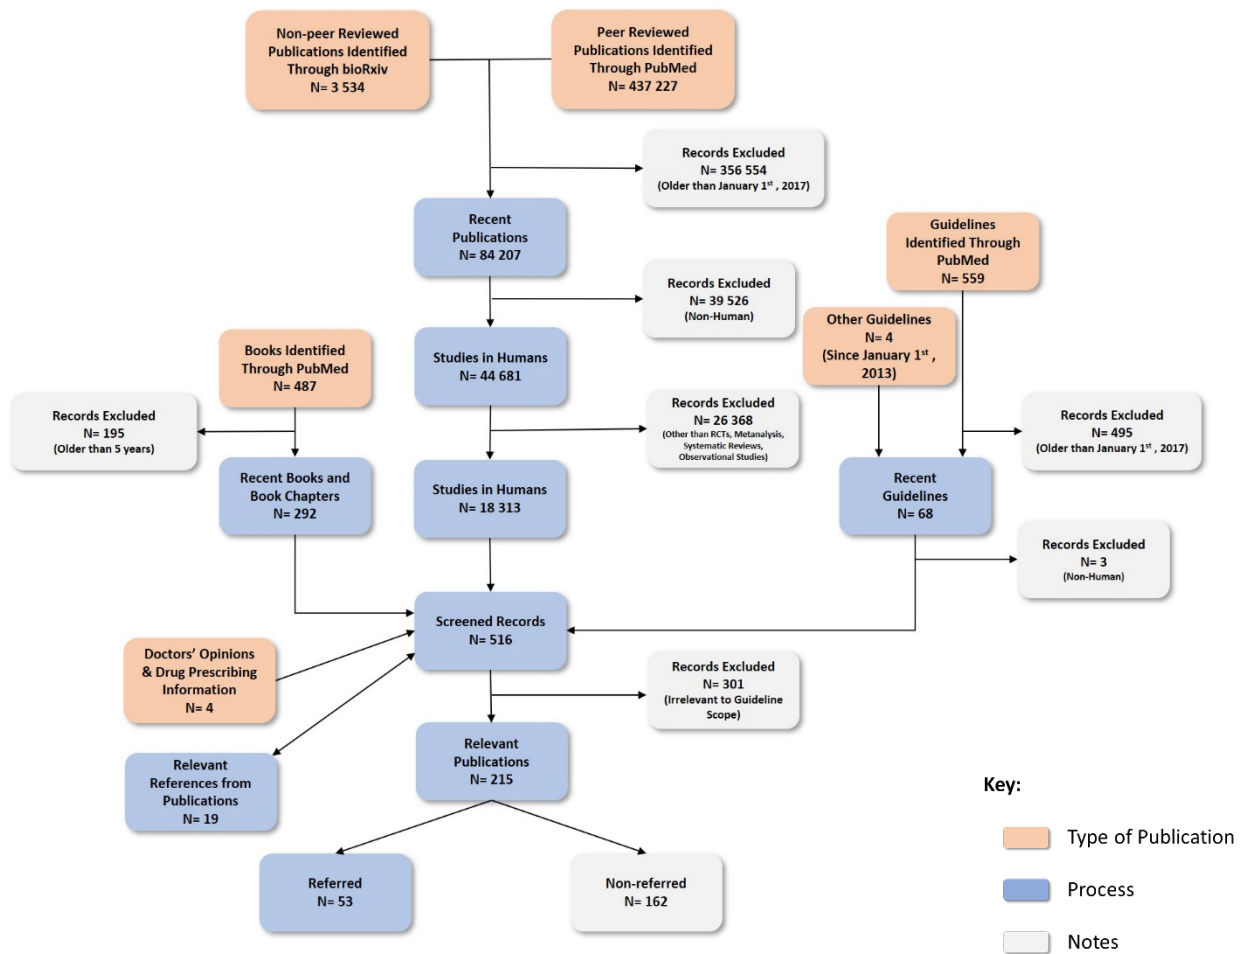 Non-peer Reviewed
Publications Identified
Through bioRxiv
N= 3 534
Peer Reviewed
Publications Identified
Through PubMed
N= 437 227
Records Excluded
N= 356 554
(Older than January 1st , 2017)
Recent
Publications
N= 84 207
Guidelines
Identified Through
PubMed
N= 559
Records Excluded
N= 39 526
(Non-Human)
Other Guidelines
N= 4
(Since January 1st ,
2013)
Books Identified
Through PubMed
N= 487
Studies in Humans
N= 44 681
Records Excluded
N= 195
(Older than 5 years)
Records Excluded
N= 26 368
(Other than RCTs, Metanalysis,
Systematic Reviews,
Observational Studies)
Records Excluded
N= 495
(Older than January 1st , 2017)
Recent Books and
Book Chapters
N= 292
Studies in Humans
N= 18 313
Recent
Guidelines
N= 68
Records Excluded
N= 3
(Non-Human)
Screened Records
N= 516
Doctors’ Opinions
& Drug Prescribing
Information
N= 4
Records Excluded
N= 301
(Irrelevant to Guideline
Scope)
Relevant
Publications
N= 215
Relevant
References from
Publications
N= 19
Referred
N= 53
Non-referred
N= 162
Key:
Type of Publication
Process
Notes